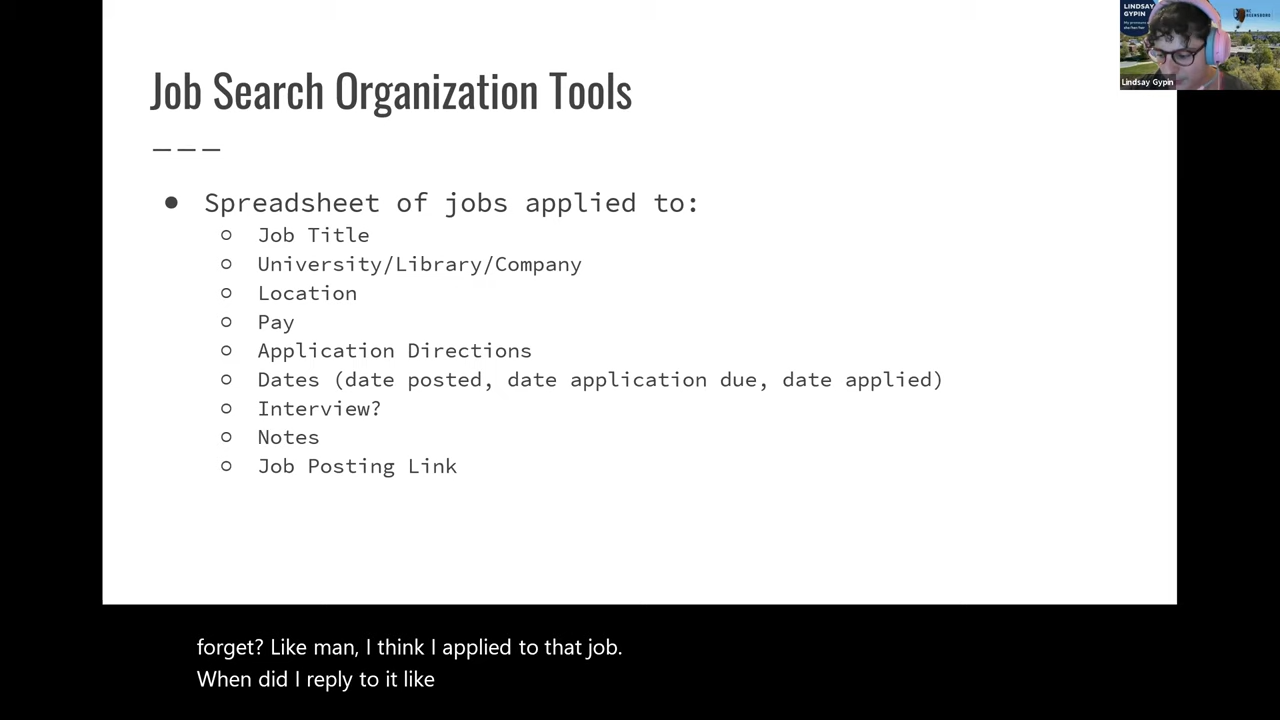 Job Search Organization Tools
Spreadsheet of jobs applied to:
Job Title
University/Library/Company
Location
Pay
Application Directions
Dates (date posted, date application due, date applied)
Interview?
Notes
Job Posting Link
LINDSAY
GYPIN
Lindsay Gypin
forget? Like man, I think I applied to that job.
When did I reply to it like